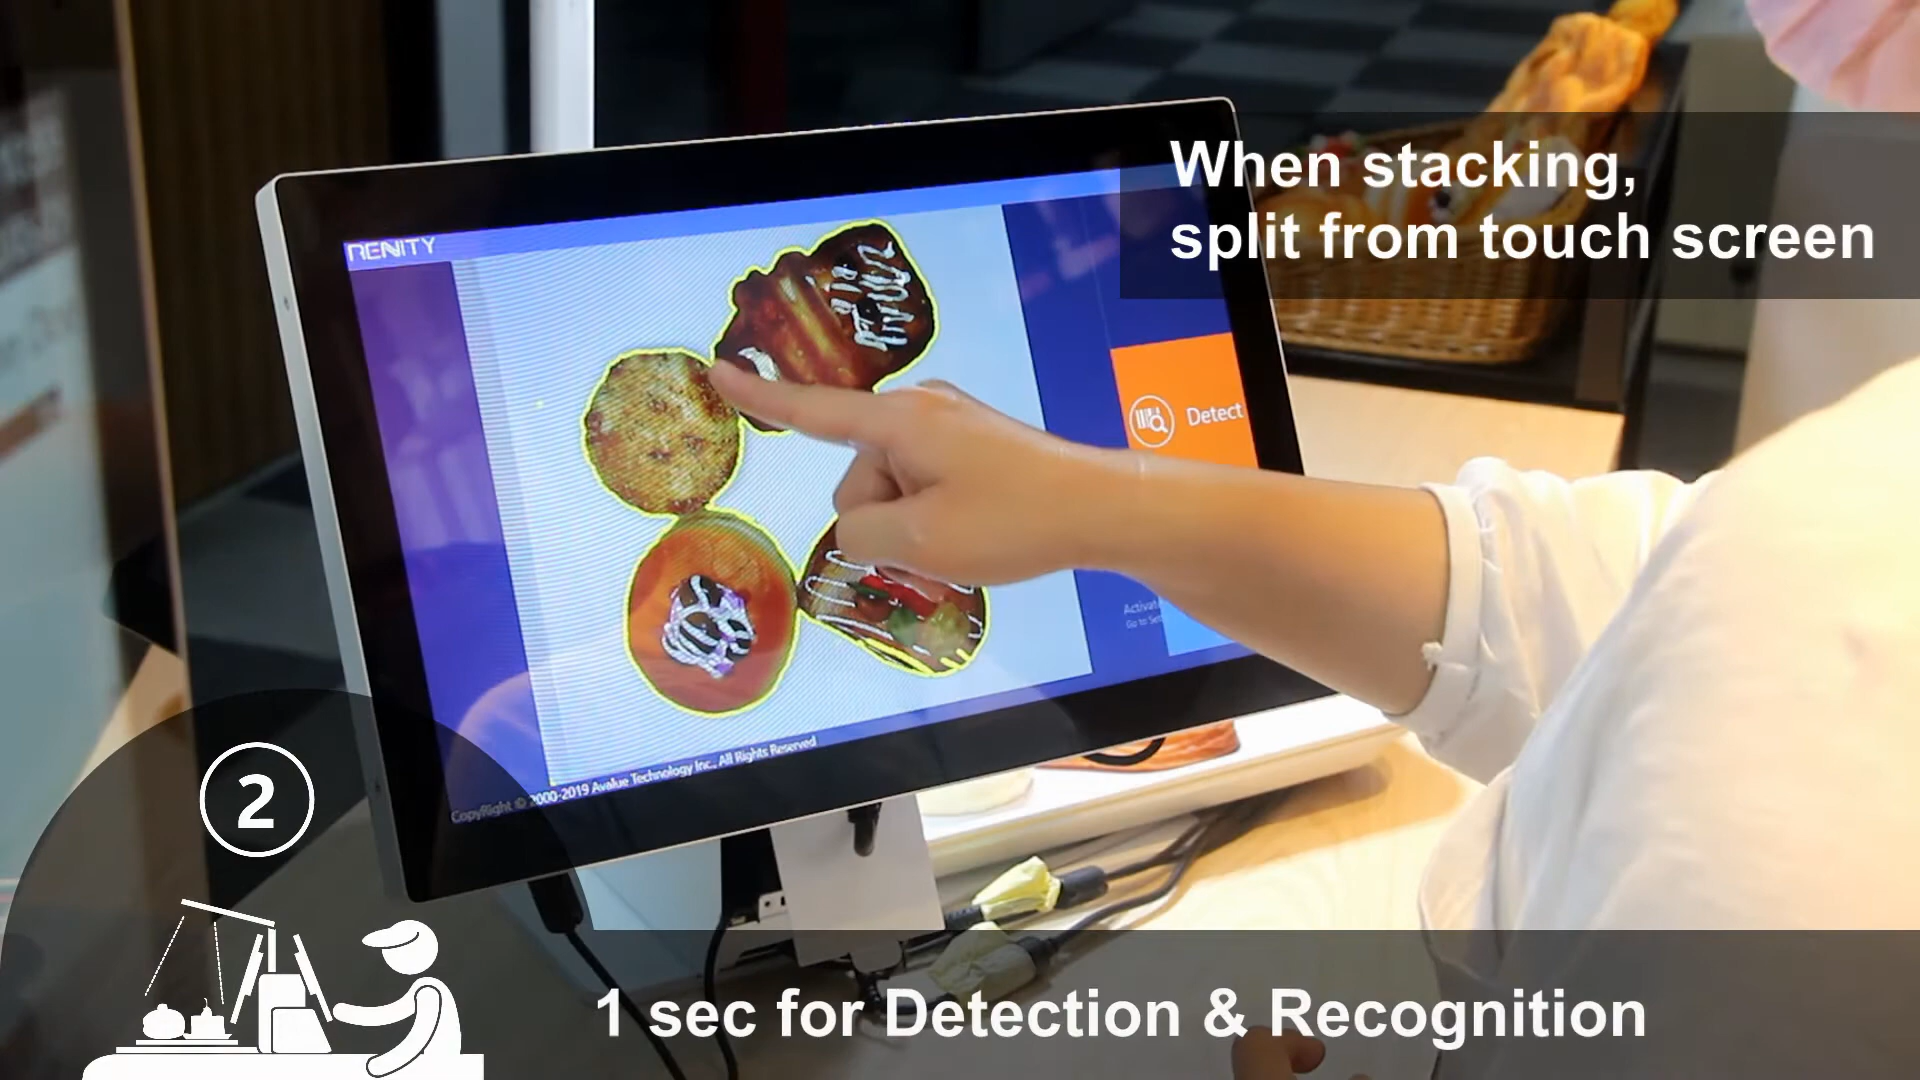 RENITY
When stacking,
split from touch screen
Detect
CopyRight © 2000-2019 Avalue Technology Inc., All Rights Reserved
2
1 sec for Detection & Recognition